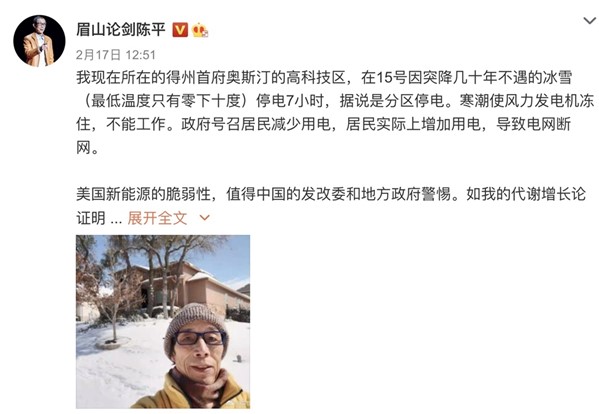 眉山论剑陈平
2月17日 12:51
我现在所在的得州首府奥斯汀的高科技区，在15号因突降几十年不遇的冰雪
（最低温度只有零下十度）停电7小时，据说是分区停电。寒潮使风力发电机冻
住，不能工作。政府号召居民减少用电，居民实际上增加用电，导致电网断
网。
美国新能源的脆弱性，值得中国的发改委和地方政府警惕。如我的代谢增长论
证明 ... 展开全文